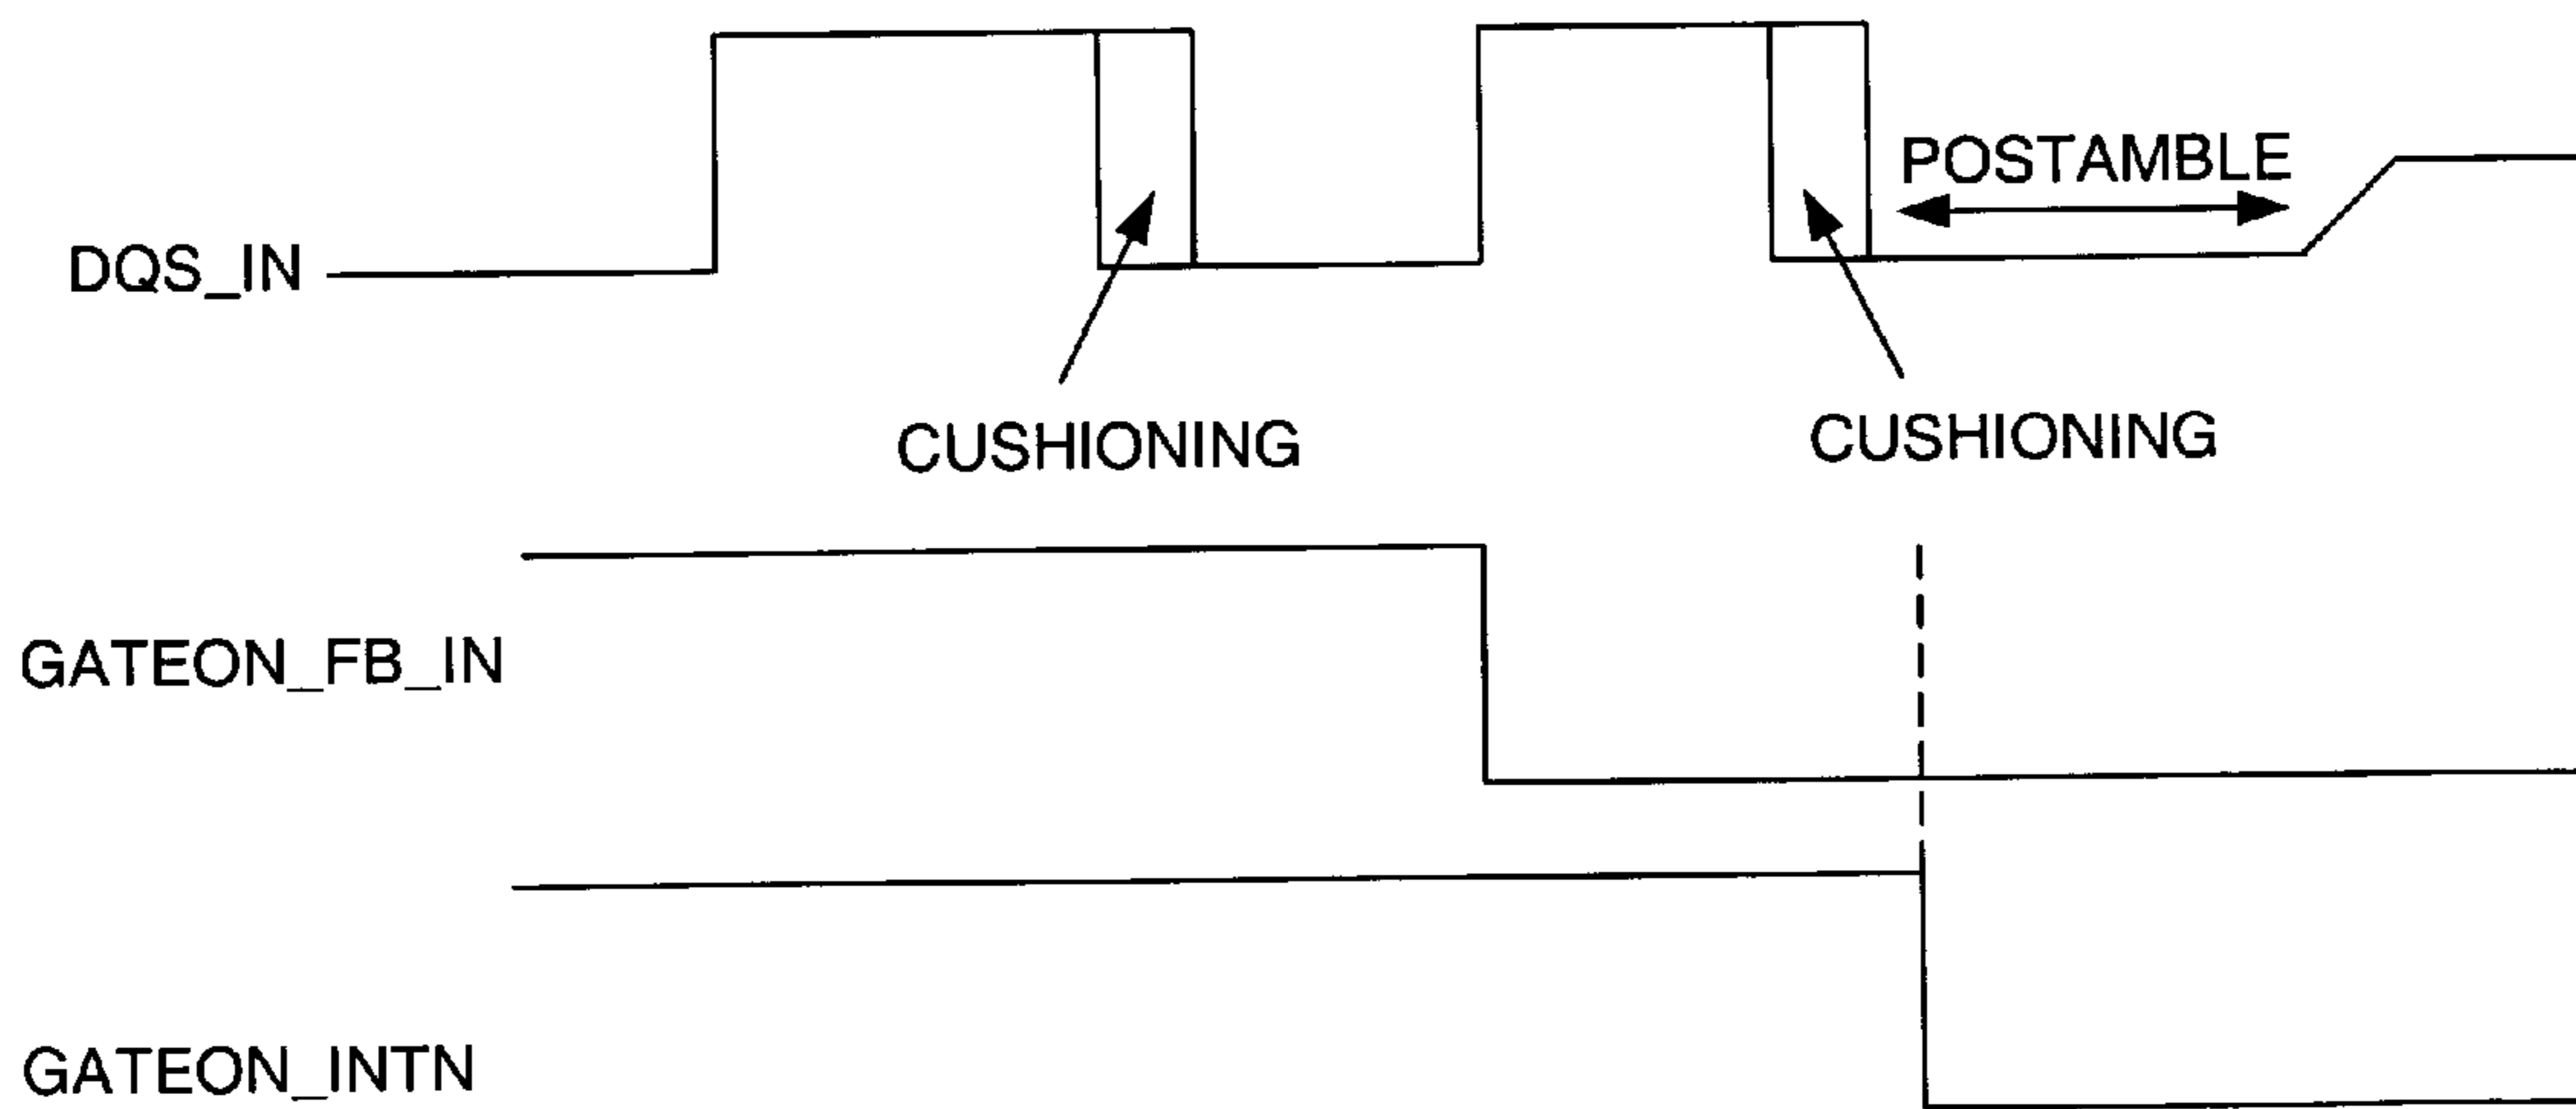 POSTAMBLE
DQS_IN
CUSHIONING
CUSHIONING
GATEON_FB_IN
GATEON_INTN